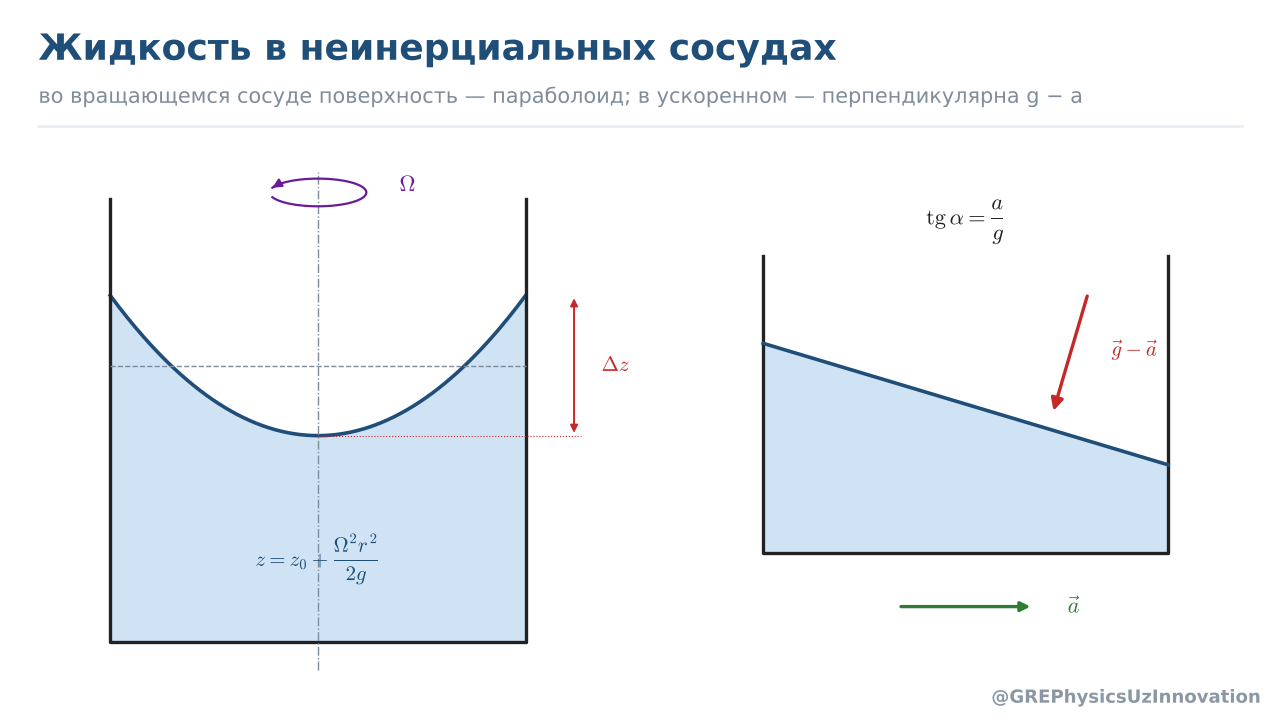 Жидкость в неинерциальных сосудах
во вращающемся сосуде поверхность — параболоид; в ускоренном — перпендикулярна g − a
Ω
Δz
z = z₀ + Ω²r²/2g
tg α = a/g
g⃗ − a⃗
a⃗
@GREPhysicsUzInnovation